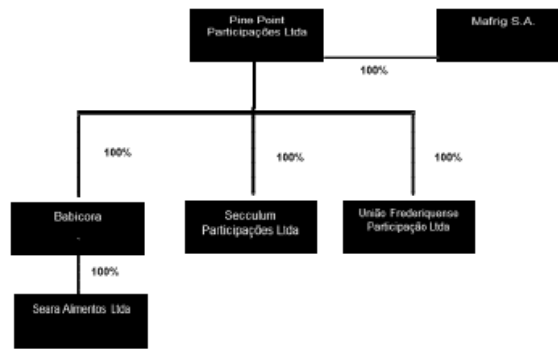 Pine Point
Participações Ltda
Mafrig S.A.
100%
100%
100%
100%
Babicora
Secculum
Participações Ltda
União Frederiquense
Participação Ltda
100%
Seara Alimentos Ltda